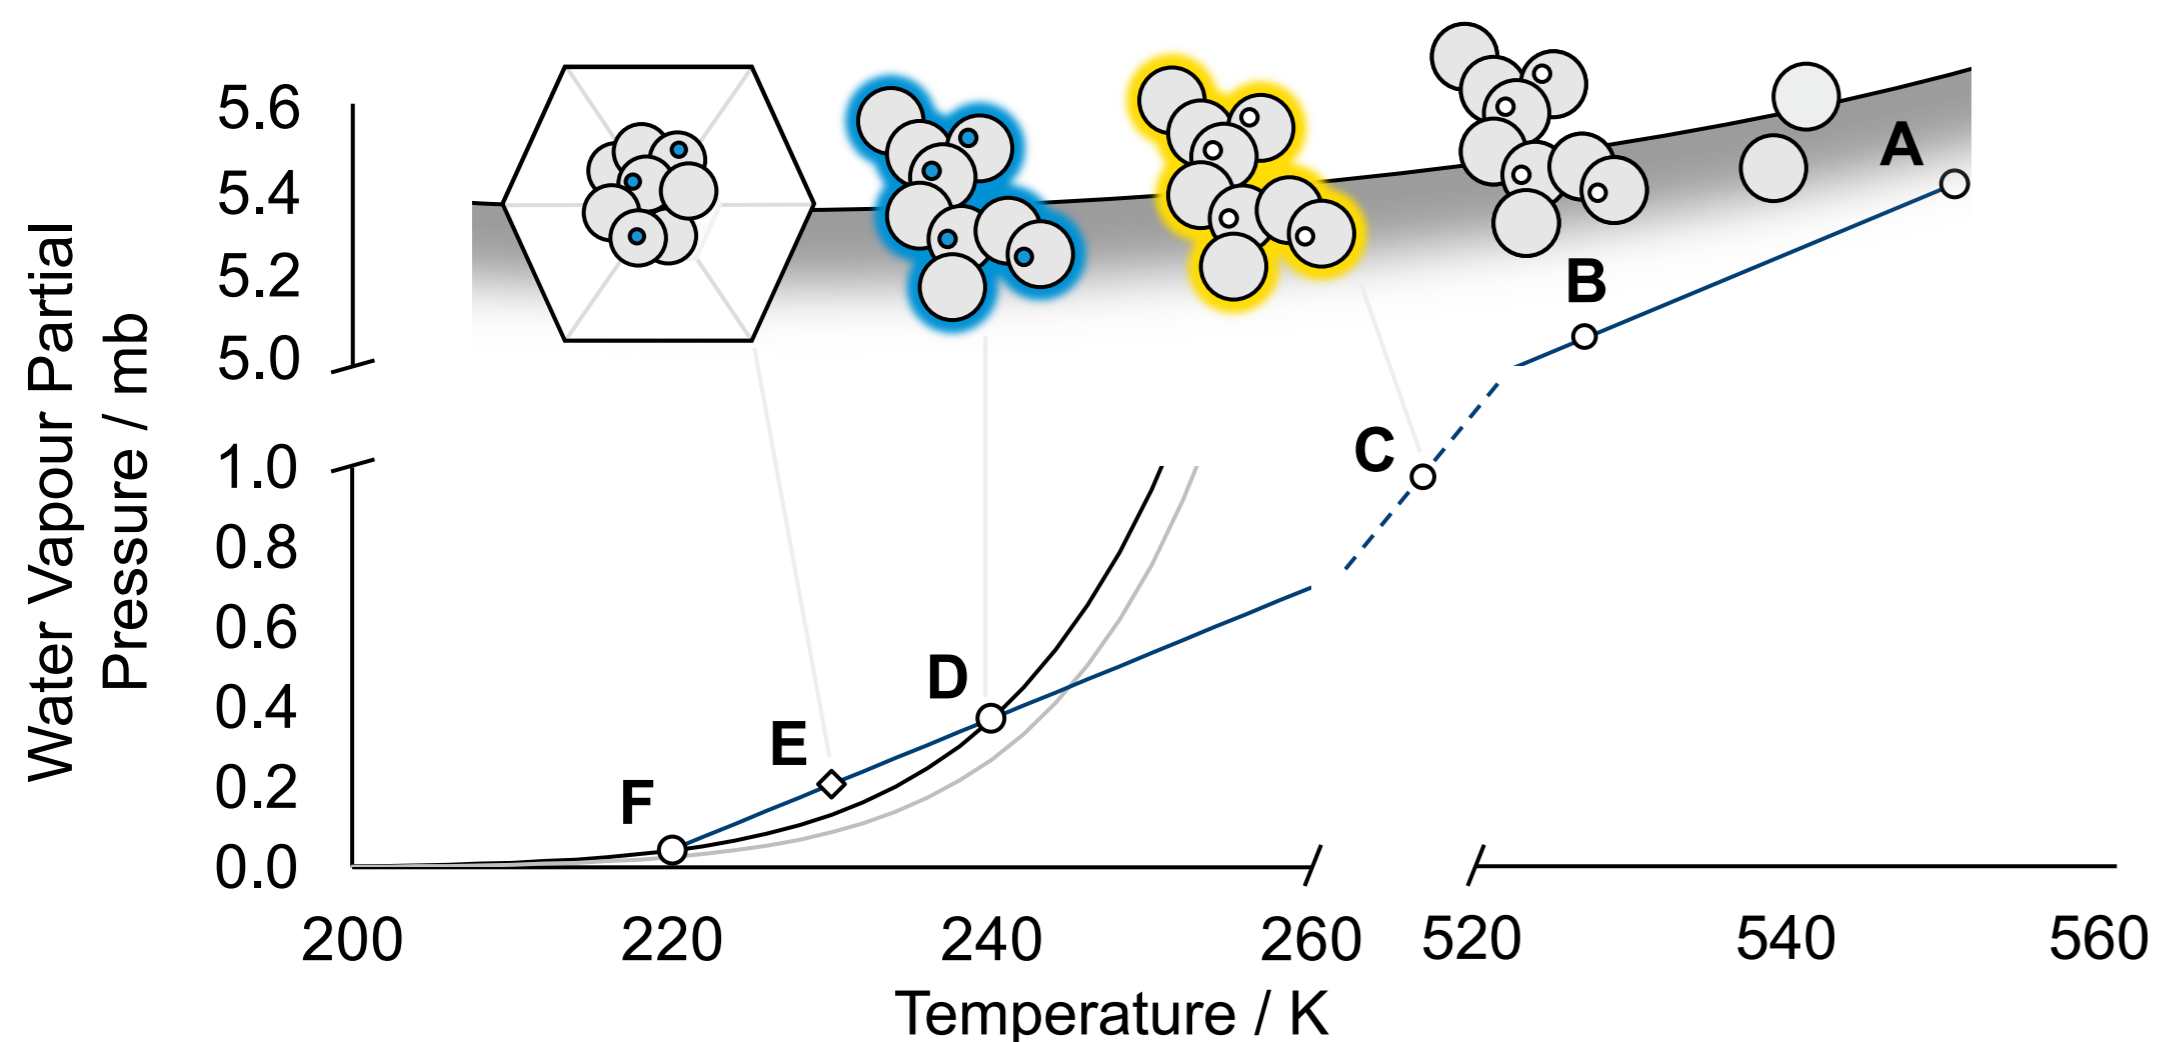 Water Vapour Partial
Pressure / mb
5.6
5.4
5.2
5.0
1.0
0.8
0.6
0.4
0.2
0.0
A
B
C
D
E
F
200 220 240 260 520 540 560
Temperature / K